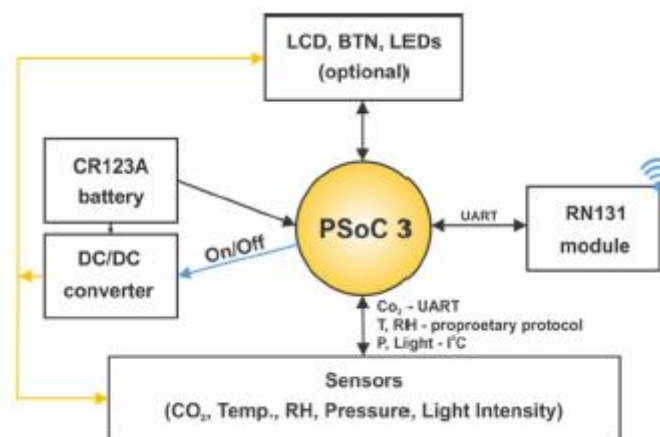 LCD, BTN, LEDs
(optional)
CR123A
battery
PSoC 3
UART
RN131
module
On/Off
DC/DC
converter
Co₂ - UART
T, RH - proproetary protocol
P, Light - I²C
Sensors
(CO₂, Temp., RH, Pressure, Light Intensity)